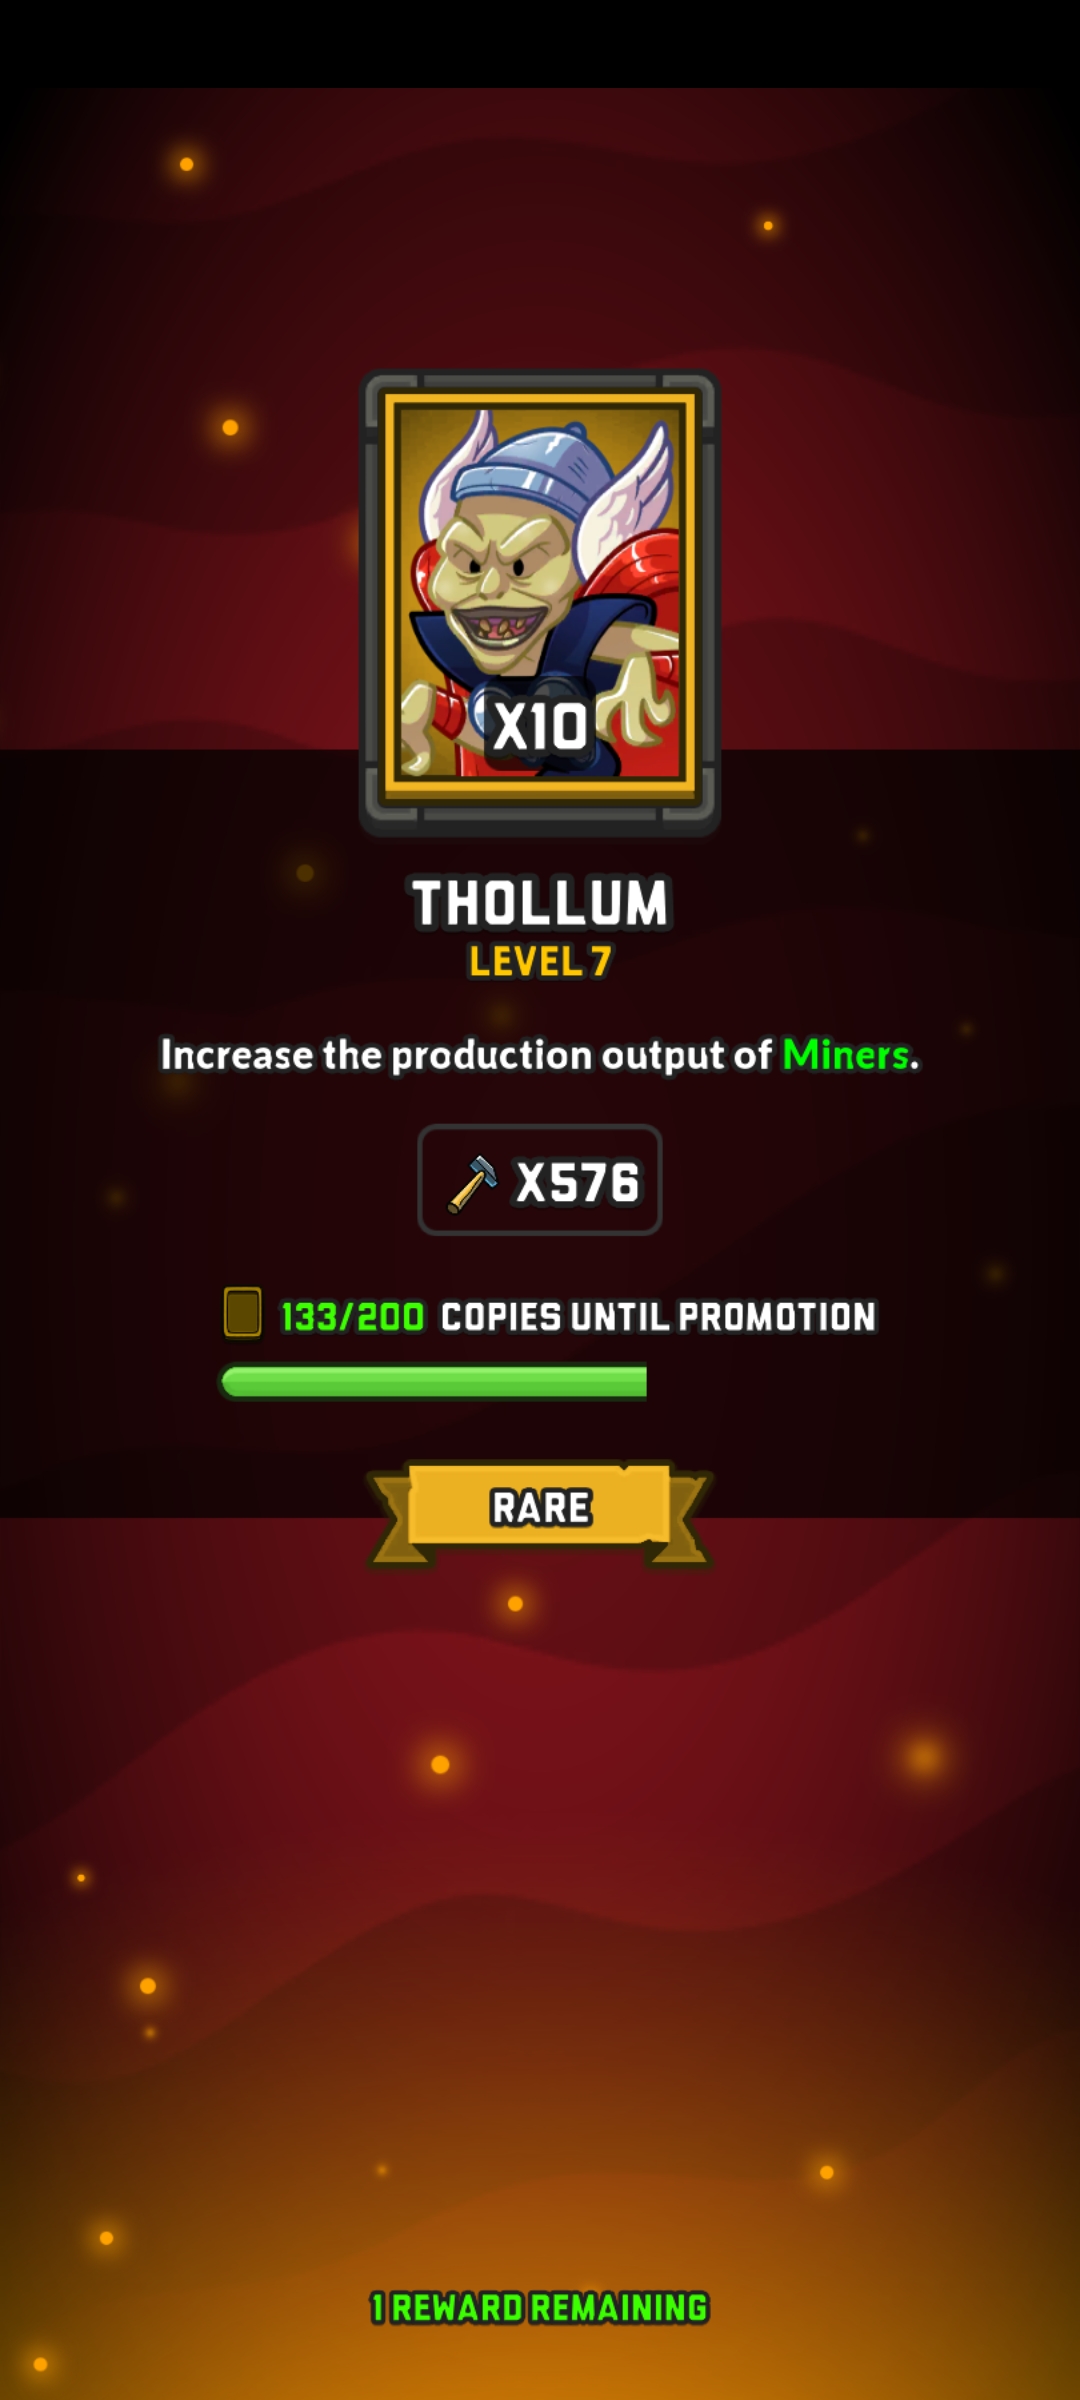 X10
THOLLUM
LEVEL 7
Increase the production output of Miners.
X576
133/200 COPIES UNTIL PROMOTION
RARE
1 REWARD REMAINING